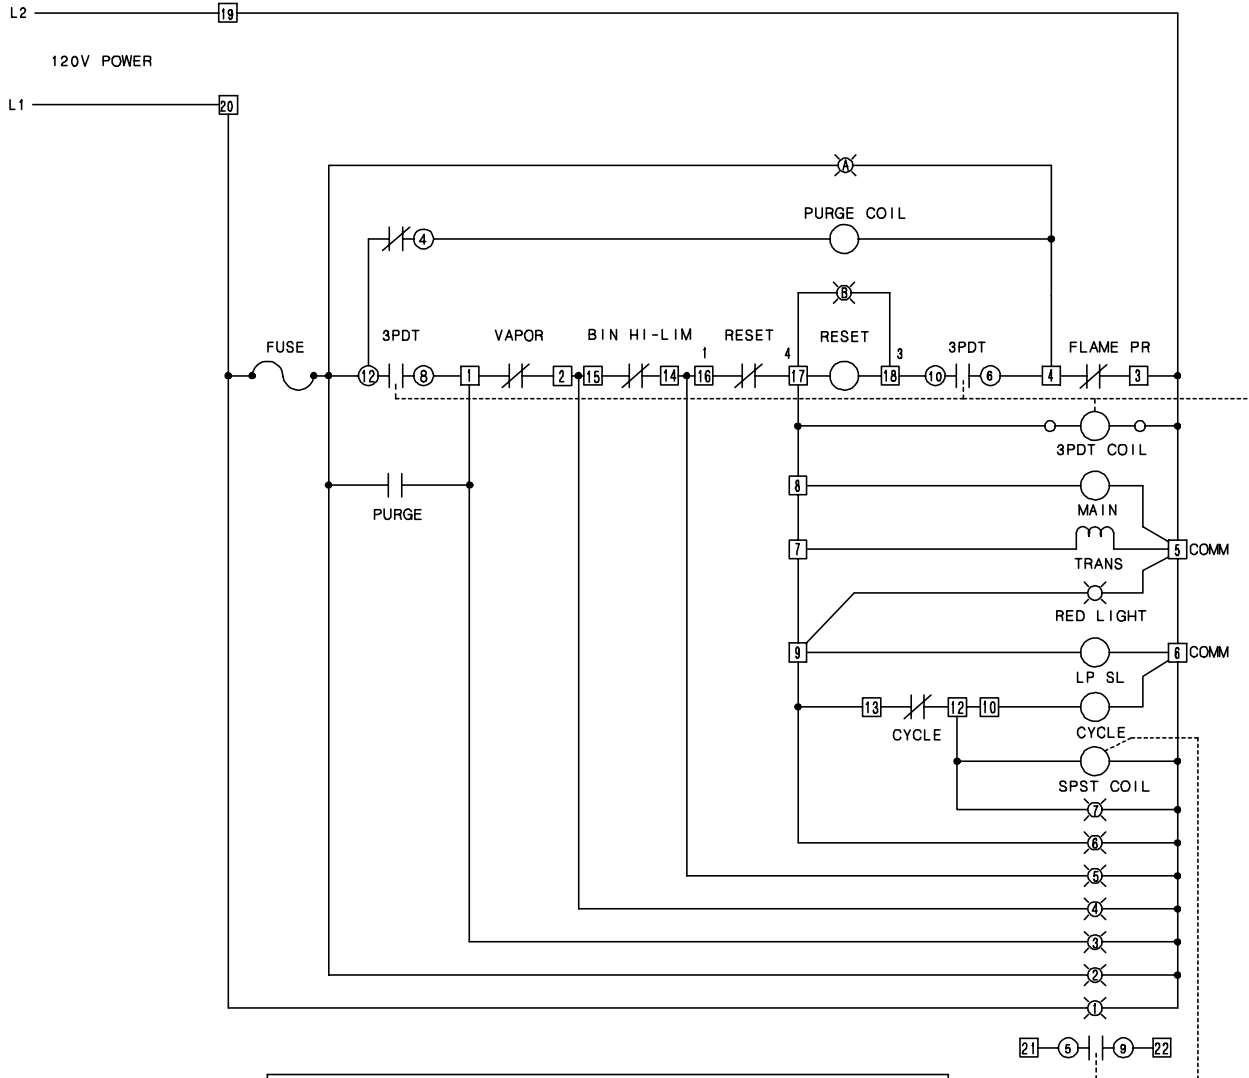 L2 19
120V POWER
L1 20
A
PURGE COIL
4
B
FUSE 3PDT VAPOR BIN HI-LIM RESET RESET 3PDT FLAME PR
1 4 3
12 8 1 2 15 14 16 17 18 10 6 4 3
3PDT COIL
8
PURGE MAIN
7 5 COMM
TRANS
RED LIGHT
9 6 COMM
LP SL
13 12 10
CYCLE CYCLE
SPST COIL
7
6
5
4
3
2
1
21 5 9 22